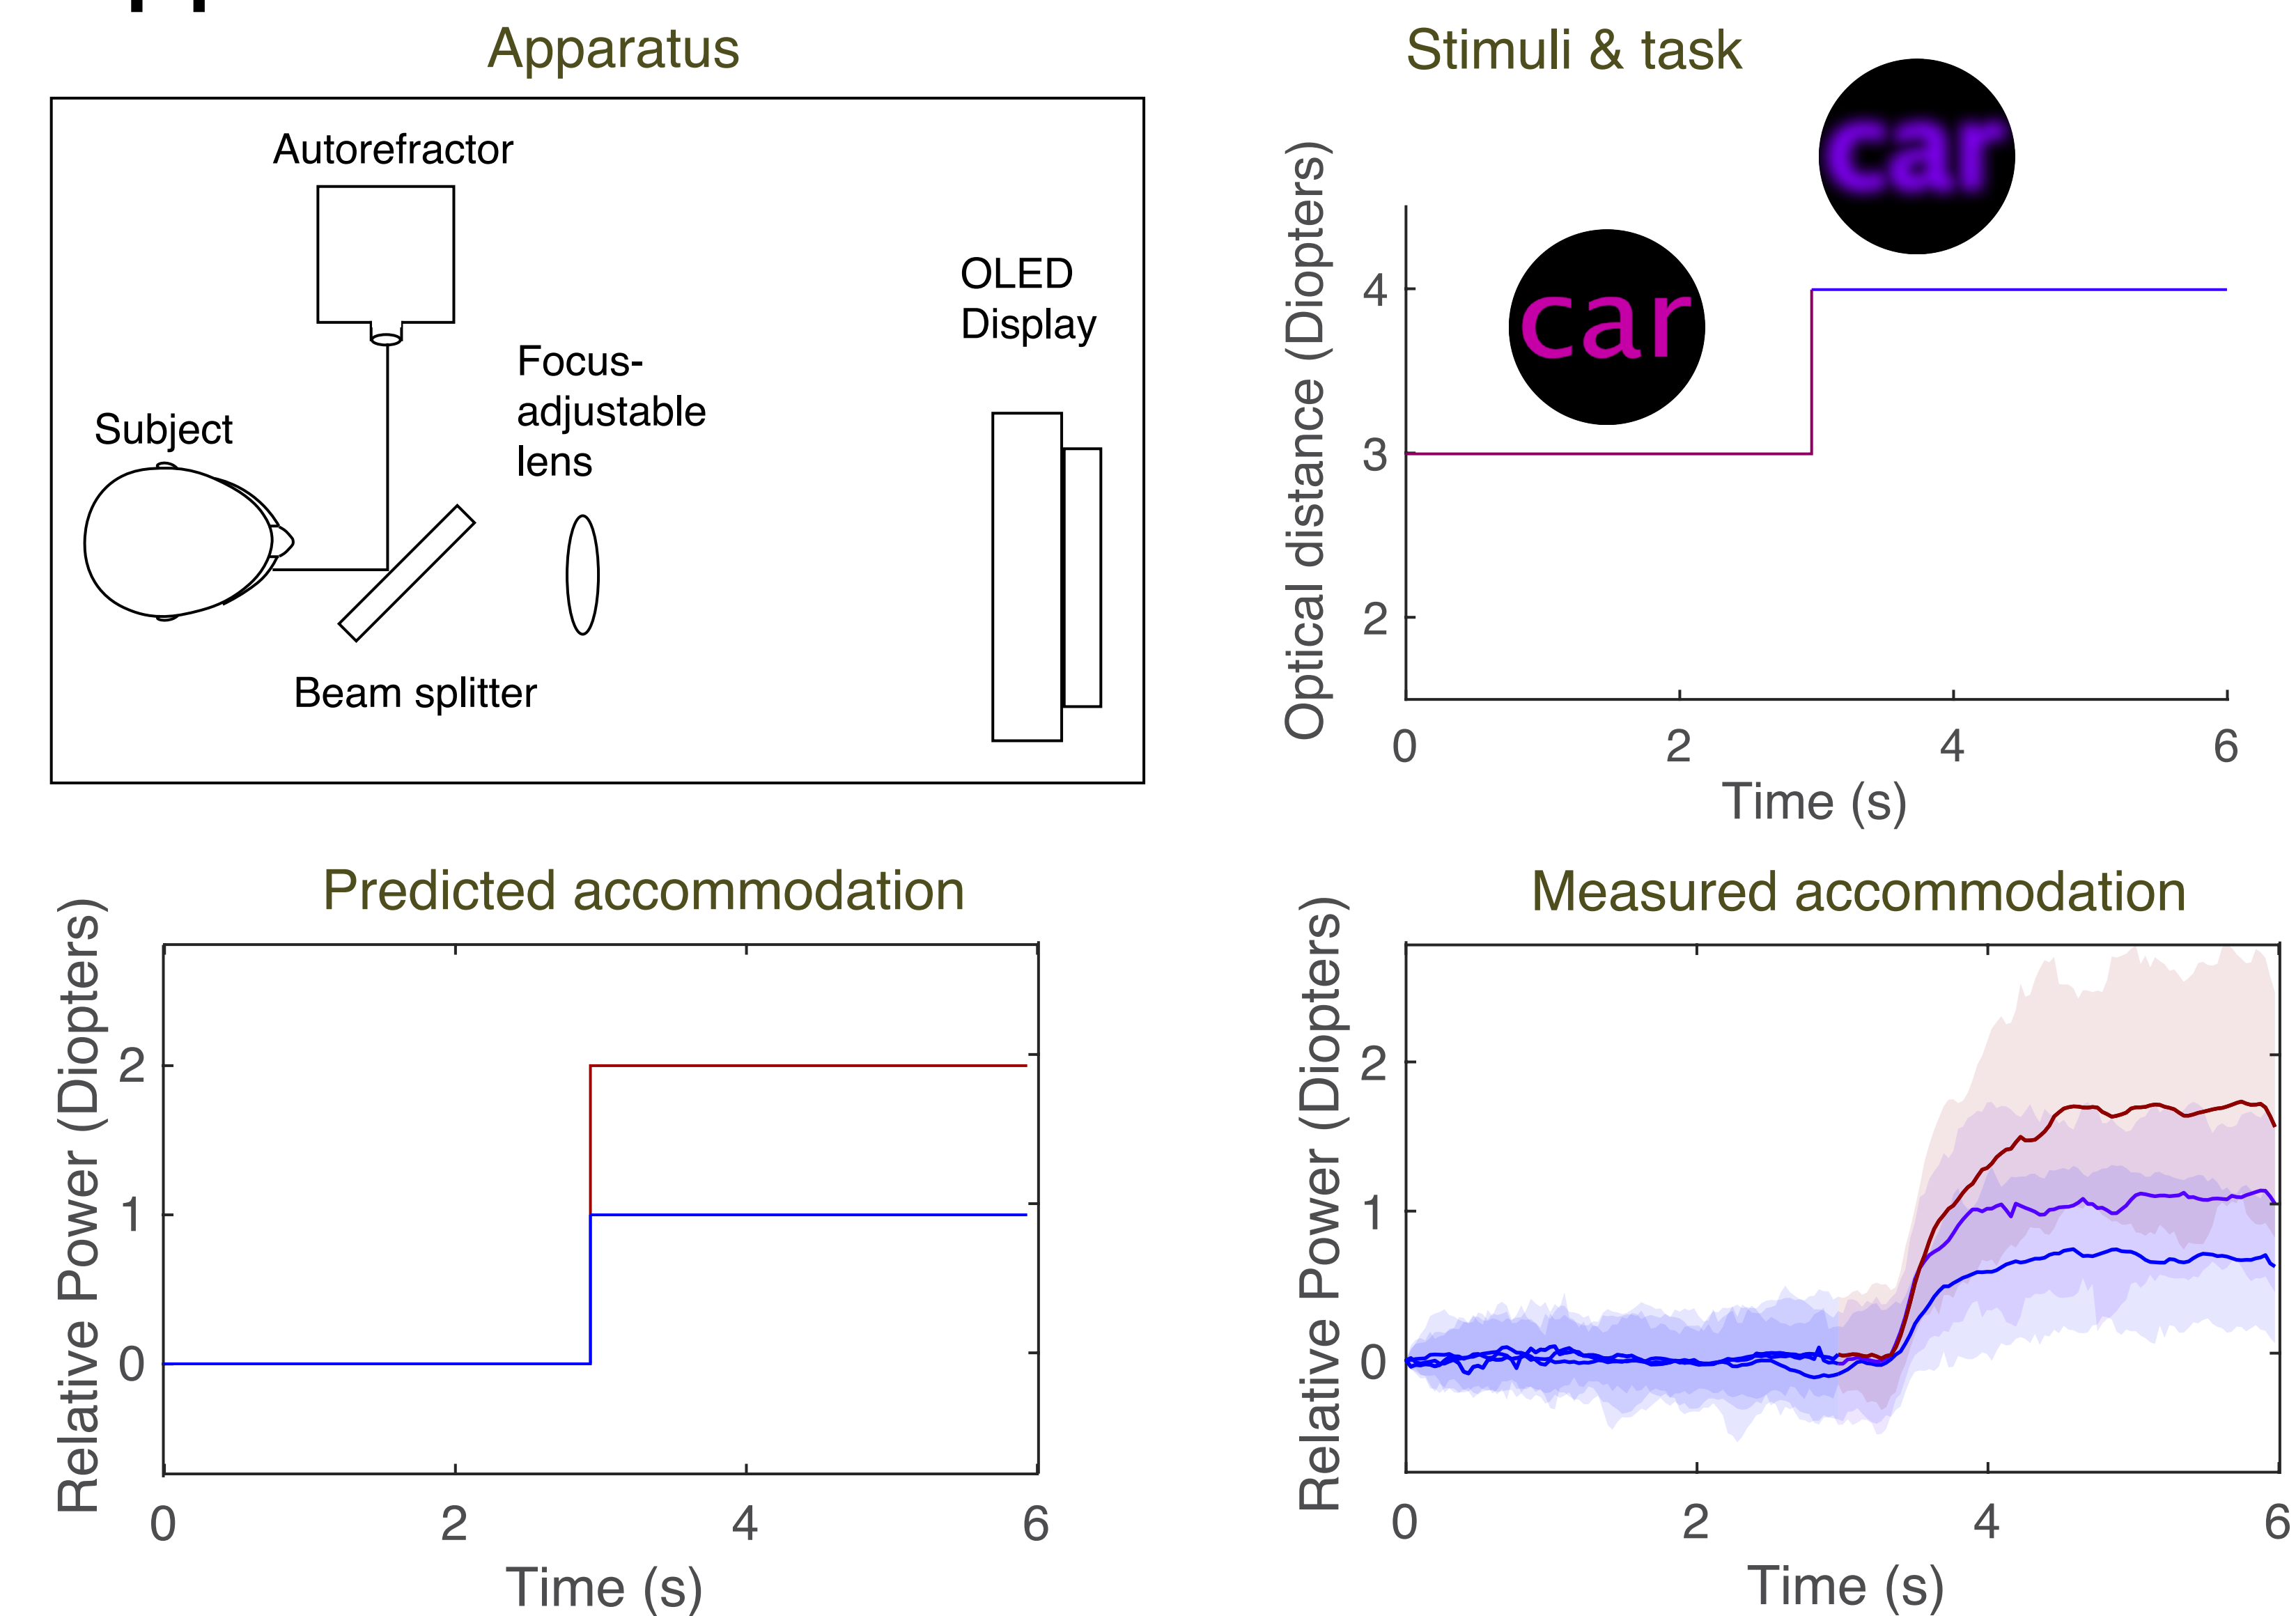 Apparatus
Autorefractor
Subject
Focus-
adjustable
lens
OLED
Display
Beam splitter
Stimuli & task
car
car
Optical distance (Diopters)
4
3
2
0 2 4 6
Time (s)
Predicted accommodation
Relative Power (Diopters)
2
1
0
0 2 4 6
Time (s)
Measured accommodation
Relative Power (Diopters)
2
1
0
0 2 4 6
Time (s)